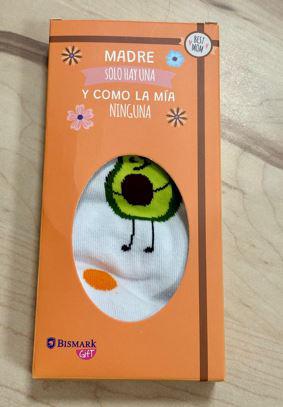 BEST
MOM
MADRE
SOLO HAY UNA
Y COMO LA MÍA
NINGUNA
BISMARK
GIFT